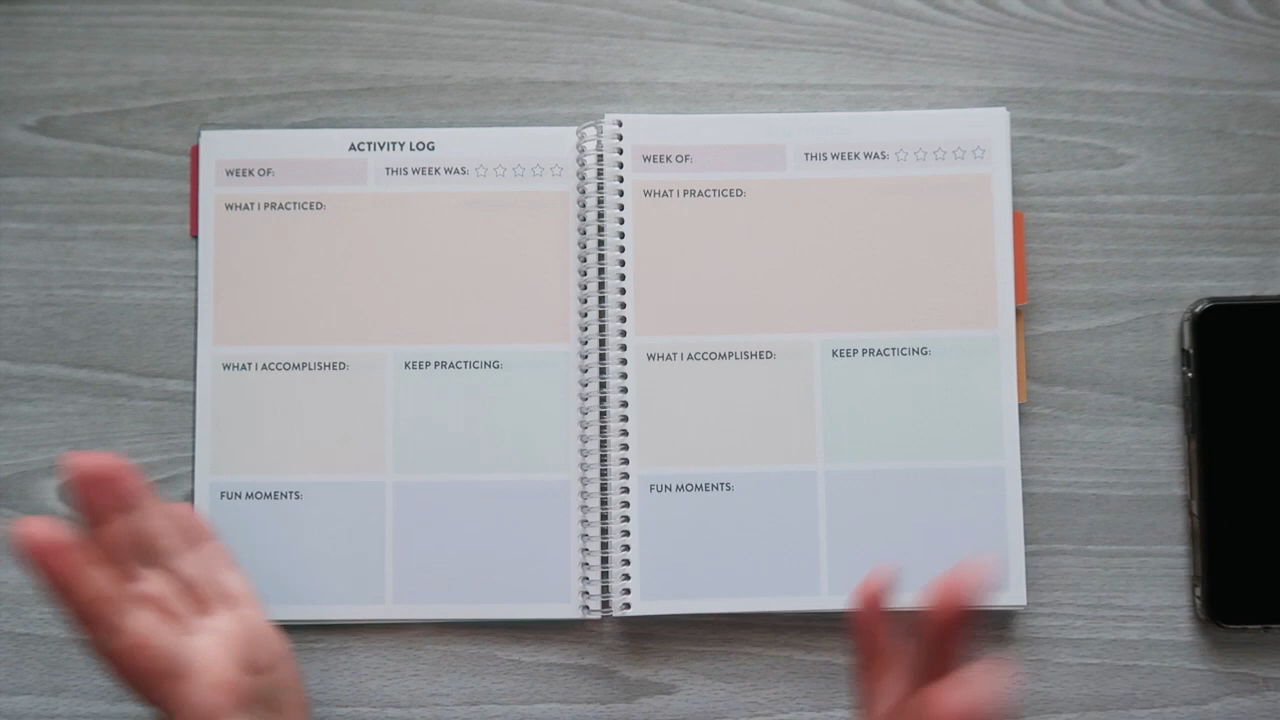 ACTIVITY LOG
WEEK OF:
THIS WEEK WAS:
WHAT I PRACTICED:
WHAT I ACCOMPLISHED:
KEEP PRACTICING:
FUN MOMENTS:
WEEK OF:
THIS WEEK WAS:
WHAT I PRACTICED:
WHAT I ACCOMPLISHED:
KEEP PRACTICING:
FUN MOMENTS: